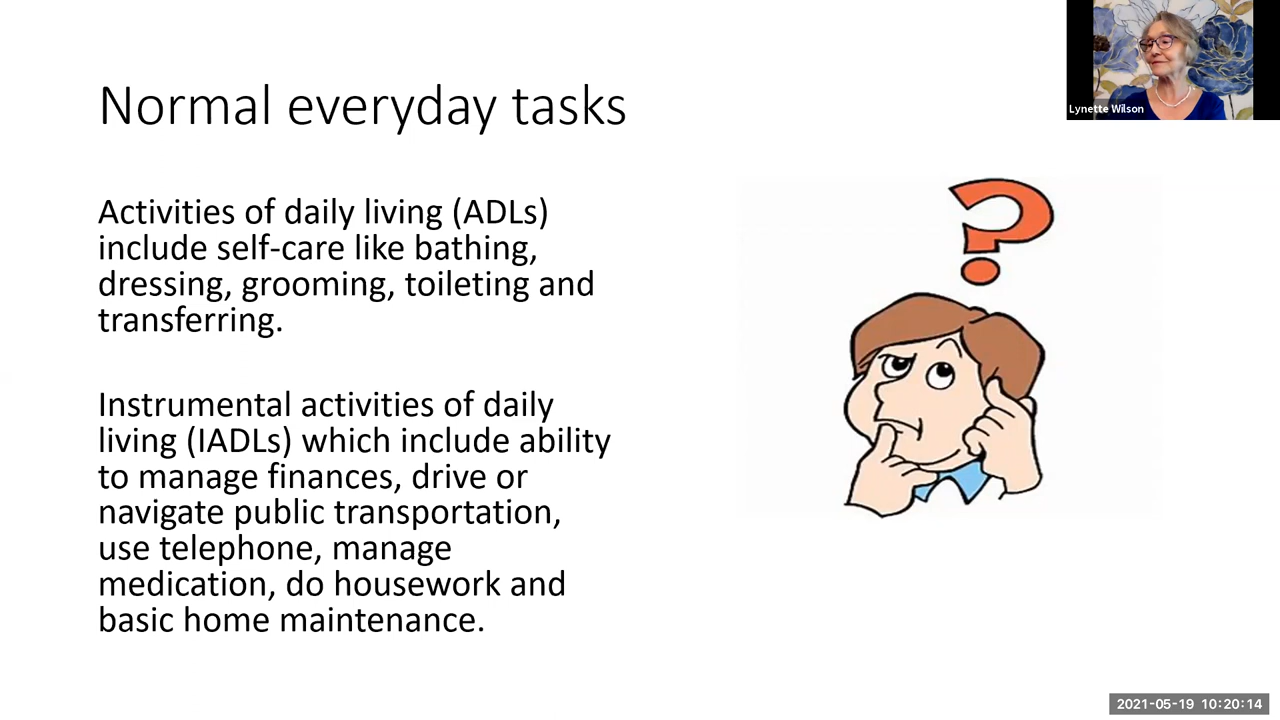 Normal everyday tasks
Lynette Wilson
Activities of daily living (ADLs)
include self-care like bathing,
dressing, grooming, toileting and
transferring.
Instrumental activities of daily
living (IADLs) which include ability
to manage finances, drive or
navigate public transportation,
use telephone, manage
medication, do housework and
basic home maintenance.
?
2021-05-19 10:20:14